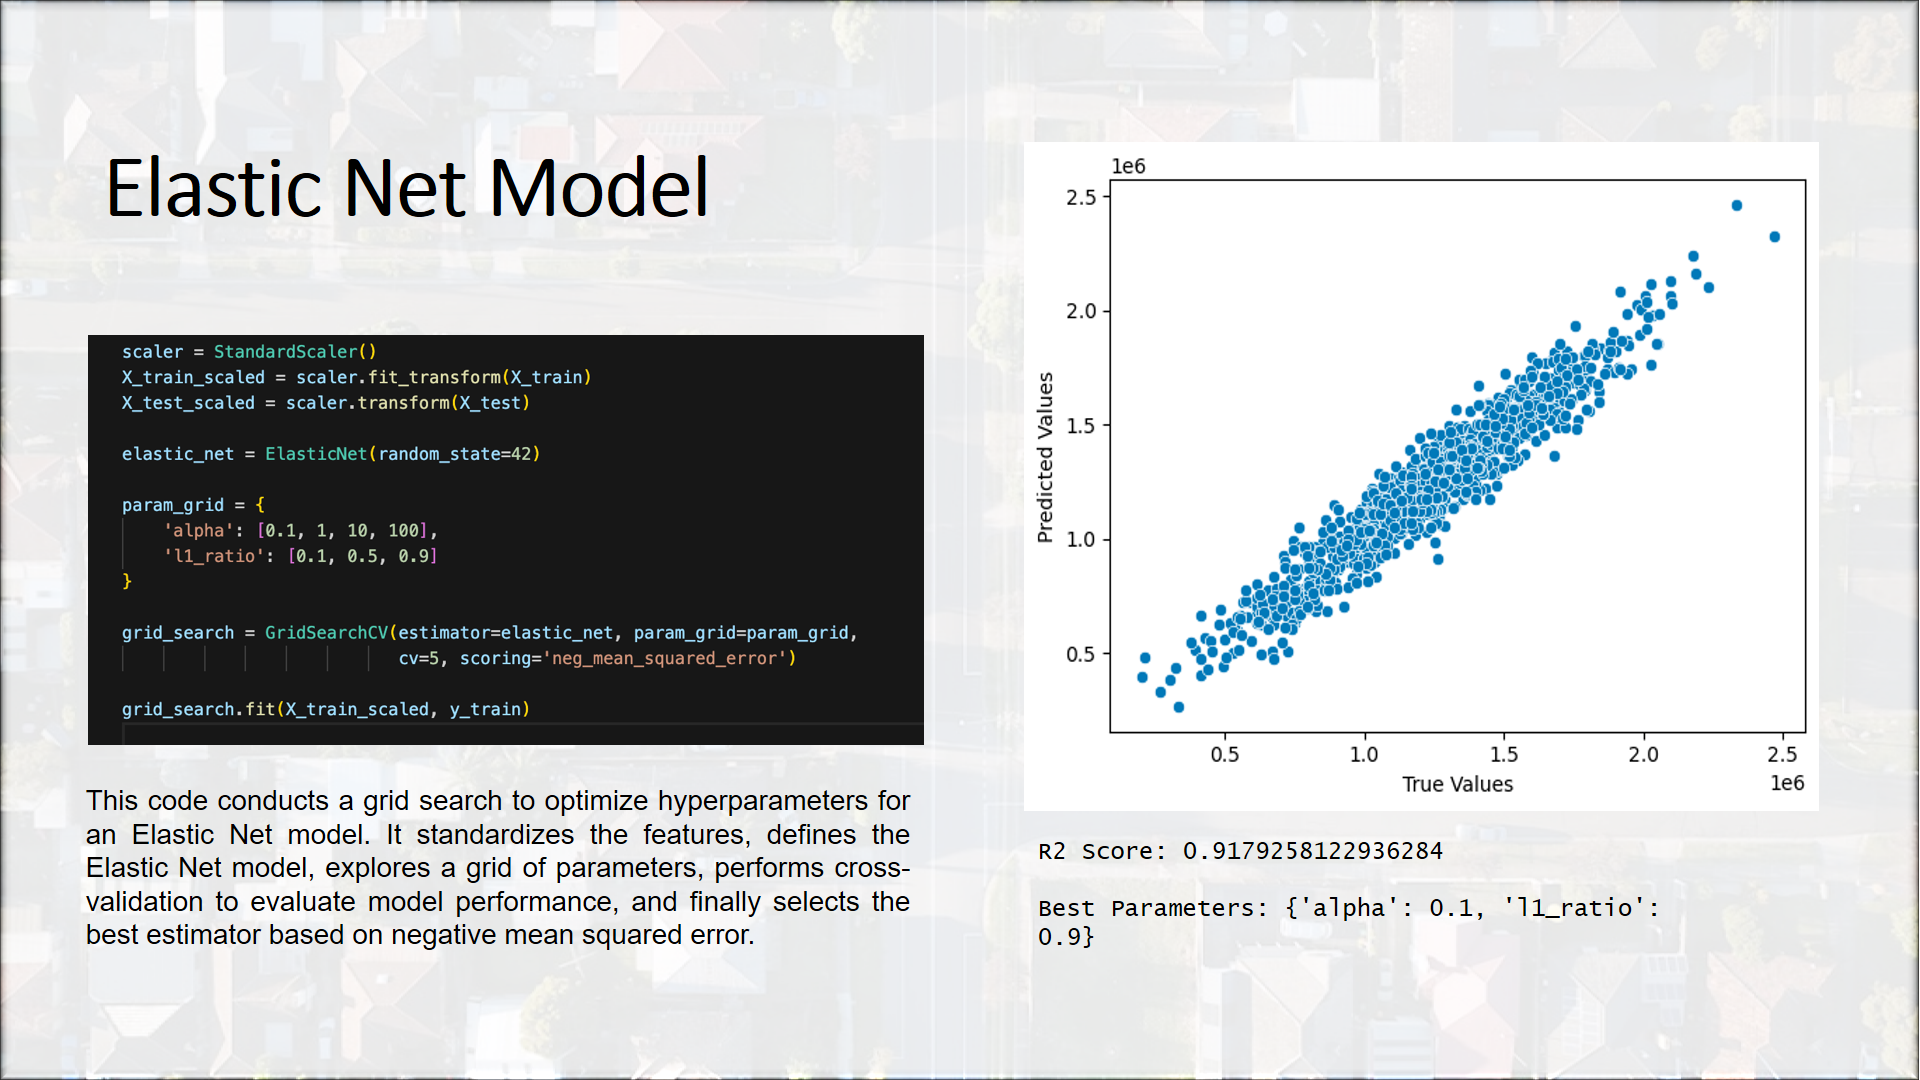 Elastic Net Model
scaler = StandardScaler()
X_train_scaled = scaler.fit_transform(X_train)
X_test_scaled = scaler.transform(X_test)
elastic_net = ElasticNet(random_state=42)
param_grid = {
'alpha': [0.1, 1, 10, 100],
'l1_ratio': [0.1, 0.5, 0.9]
}
grid_search = GridSearchCV(estimator=elastic_net, param_grid=param_grid,
cv=5, scoring='neg_mean_squared_error')
grid_search.fit(X_train_scaled, y_train)
This code conducts a grid search to optimize hyperparameters for
an Elastic Net model. It standardizes the features, defines the
Elastic Net model, explores a grid of parameters, performs cross-
validation to evaluate model performance, and finally selects the
best estimator based on negative mean squared error.
1e6
2.5
2.0
1.5
1.0
0.5
Predicted Values
0.5 1.0 1.5 2.0 2.5
True Values
1e6
R2 Score: 0.9179258122936284
Best Parameters: {'alpha': 0.1, 'l1_ratio':
0.9}